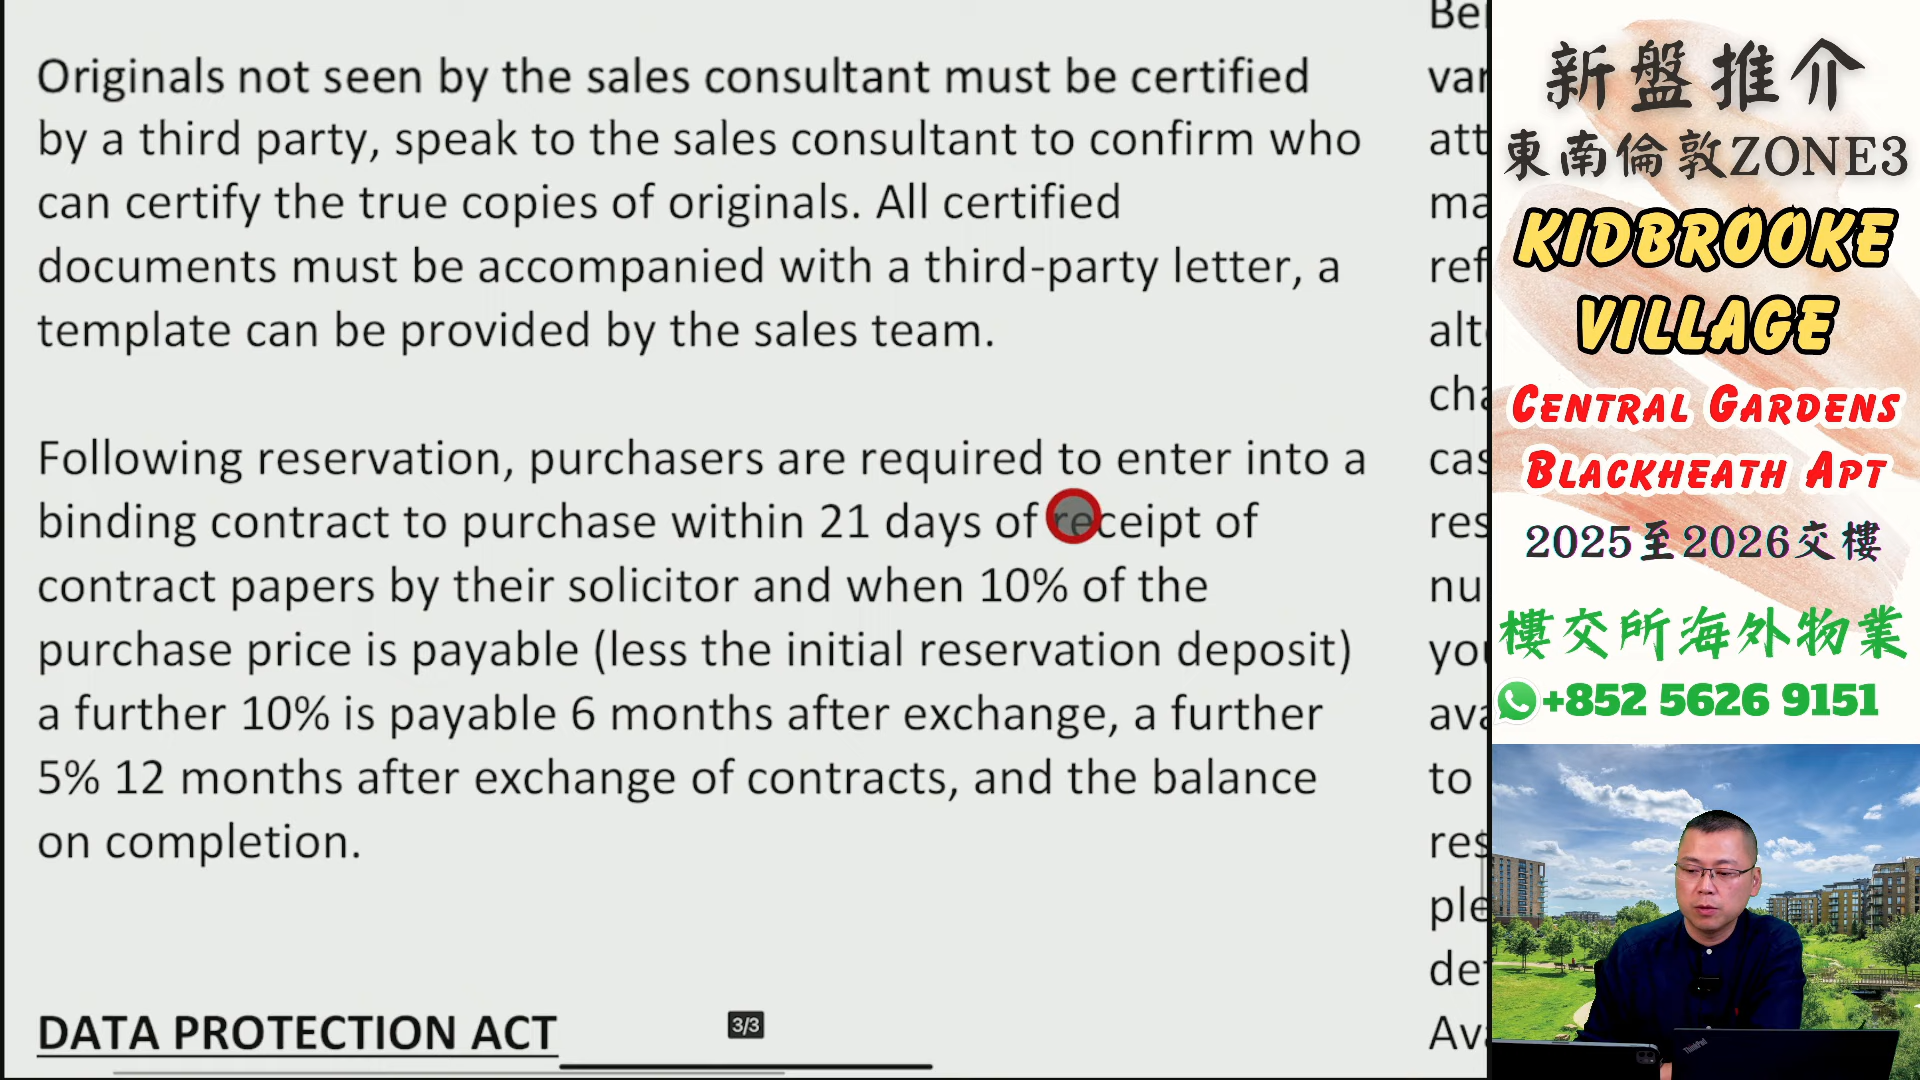 Originals not seen by the sales consultant must be certified
by a third party, speak to the sales consultant to confirm who
can certify the true copies of originals. All certified
documents must be accompanied with a third-party letter, a
template can be provided by the sales team.
Following reservation, purchasers are required to enter into a
binding contract to purchase within 21 days of receipt of
contract papers by their solicitor and when 10% of the
purchase price is payable (less the initial reservation deposit)
a further 10% is payable 6 months after exchange, a further
5% 12 months after exchange of contracts, and the balance
on completion.
DATA PROTECTION ACT
3/3
to
新盤推介
東南倫敦ZONE3
KIDBROOKE
VILLAGE
CENTRAL GARDENS
BLACKHEATH APT
2025至2026交樓
樓交所海外物業
+852 5626 9151
ThinkPad